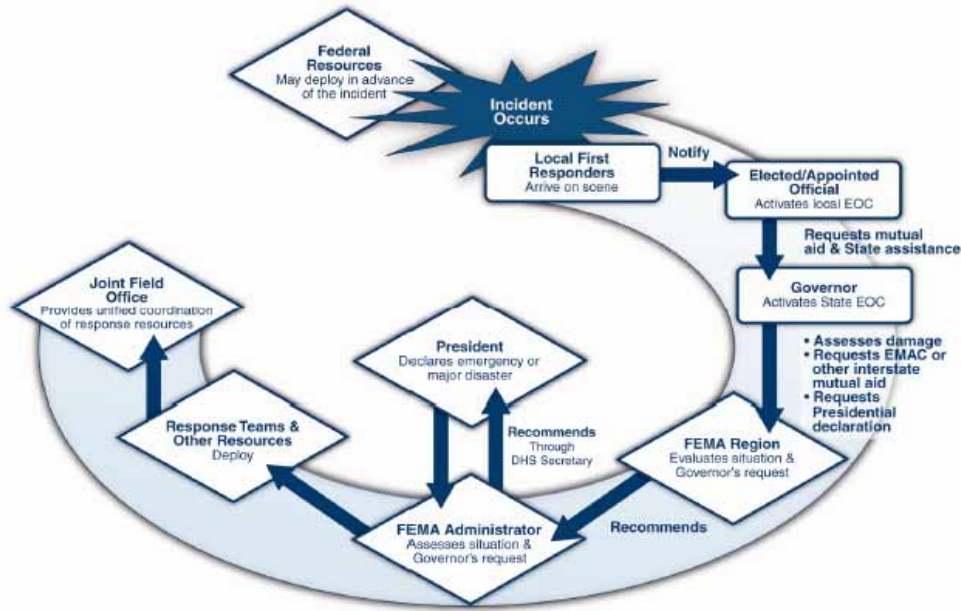 Federal
Resources
May deploy in advance
of the incident
Incident
Occurs
Local First
Responders
Arrive on scene
Notify
Elected/Appointed
Official
Activates local EOC
Requests mutual
aid & State assistance
Governor
Activates State EOC
• Assesses damage
• Requests EMAC or
other interstate
mutual aid
• Requests
Presidential
declaration
FEMA Region
Evaluates situation &
Governor's request
Recommends
FEMA Administrator
Assesses situation &
Governor's request
Recommends
Through
DHS Secretary
President
Declares emergency or
major disaster
Response Teams &
Other Resources
Deploy
Joint Field
Office
Provides unified coordination
of response resources